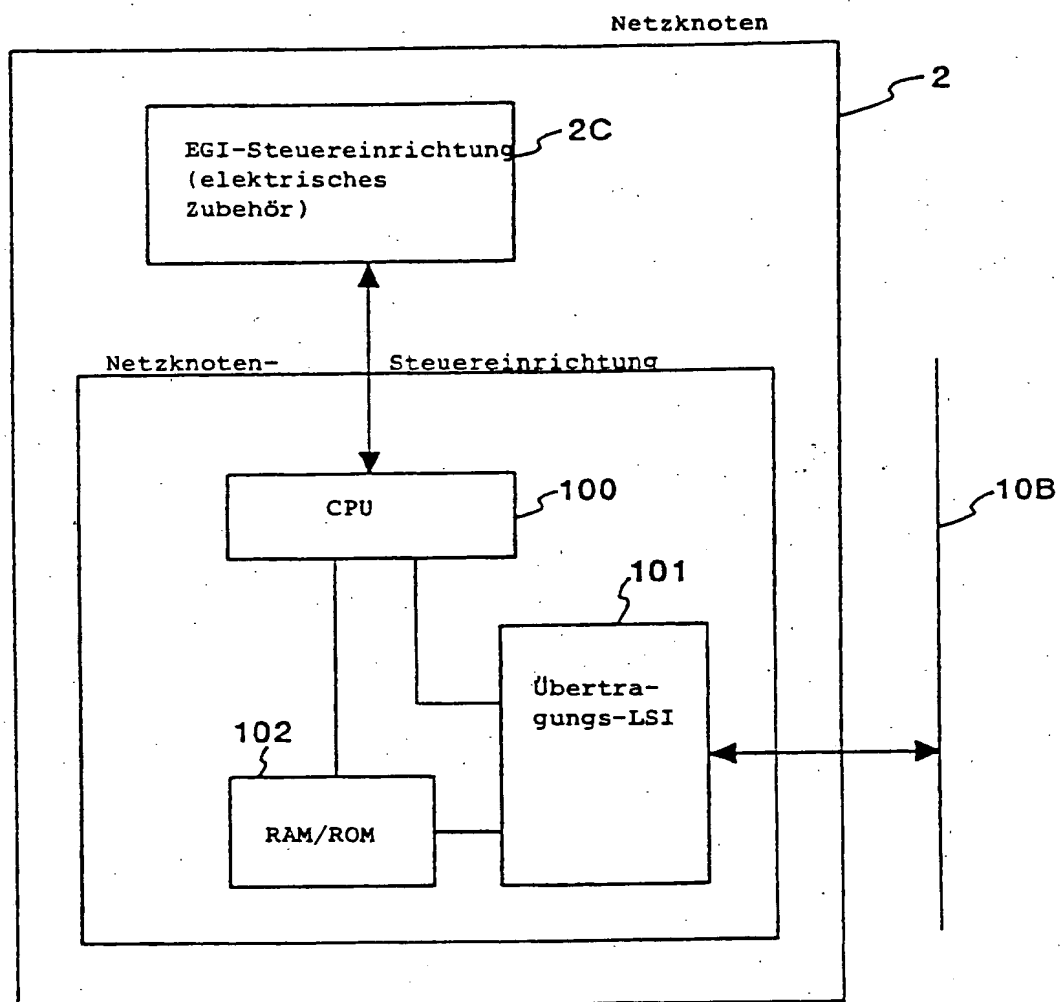 Netzknoten
2
2C
EGI-Steuereinrichtung
(elektrisches
Zubehör)
Netzknoten- Steuereinrichtung
CPU
100
10B
101
Übertra-
gungs-LSI
102
RAM/ROM